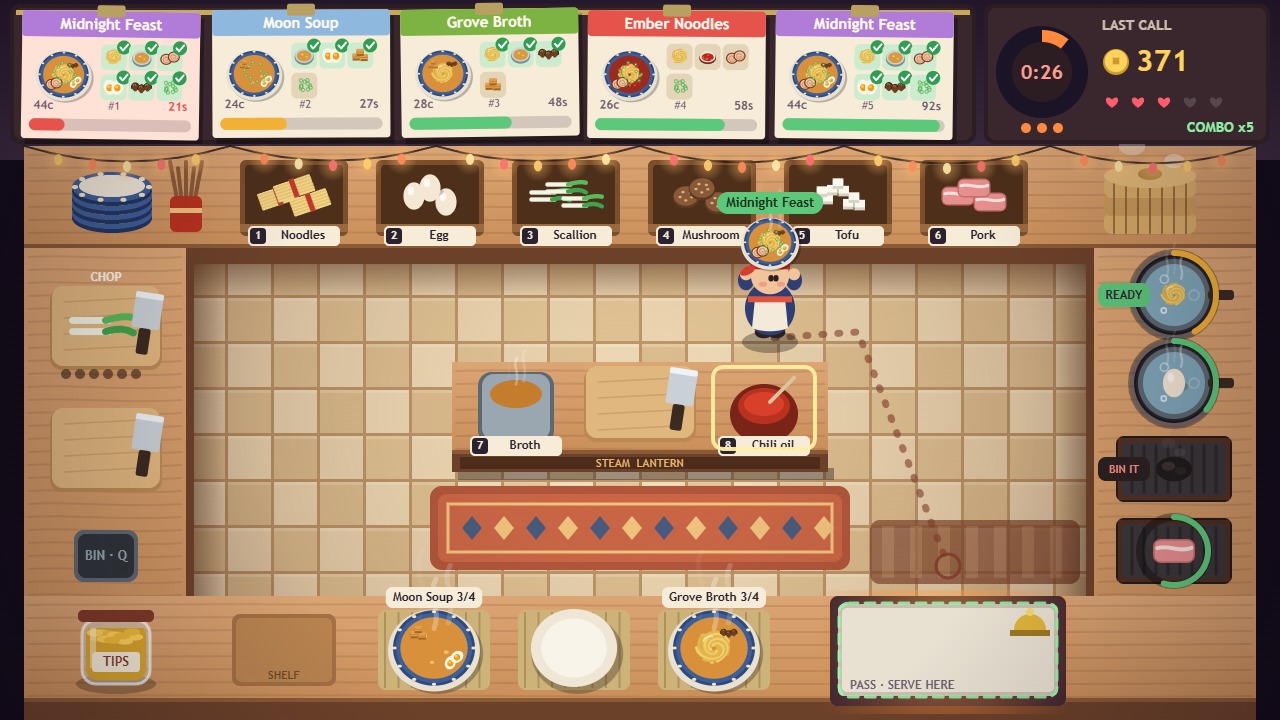 Midnight Feast
44c
#1
21s
Moon Soup
24c
#2
27s
Grove Broth
28c
#3
48s
Ember Noodles
26c
#4
58s
Midnight Feast
44c
#5
92s
0:26
LAST CALL
371
COMBO x5
1 Noodles
2 Egg
3 Scallion
4 Mushroom
5 Tofu
6 Pork
Midnight Feast
CHOP
READY
7 Broth
8 Chili oil
STEAM LANTERN
BIN IT
BIN · Q
Moon Soup 3/4
Grove Broth 3/4
TIPS
SHELF
PASS · SERVE HERE